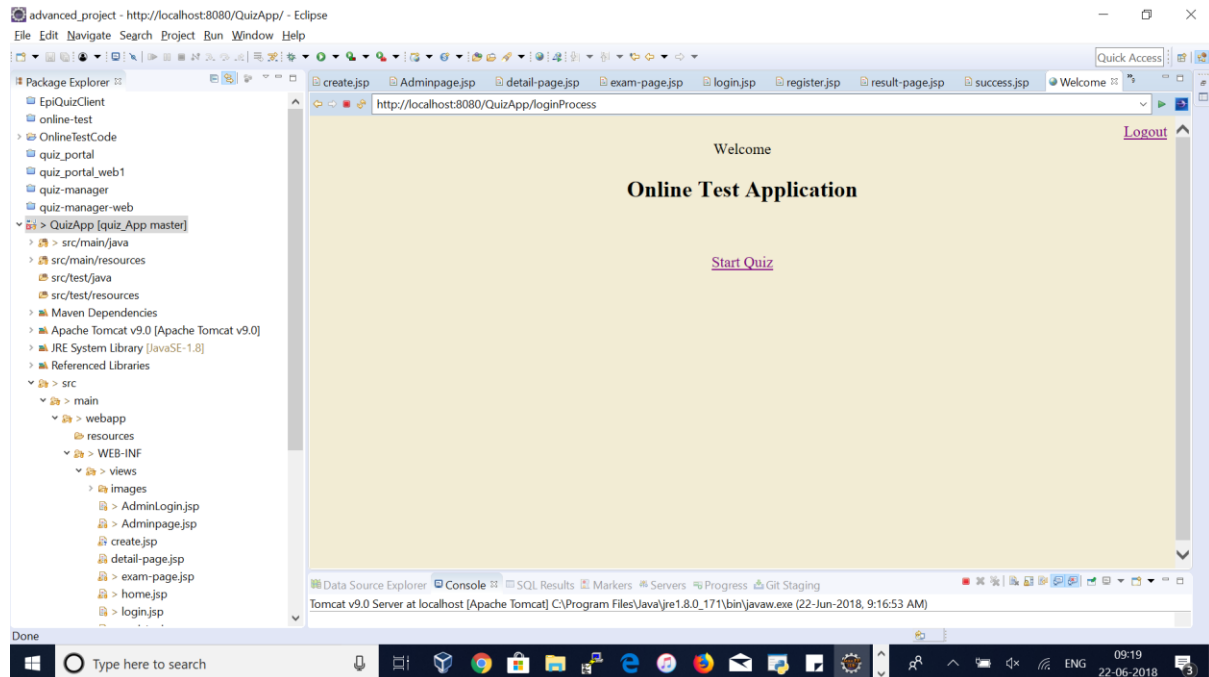 advanced_project - http://localhost:8080/QuizApp/ - Eclipse
File Edit Navigate Search Project Run Window Help
Quick Access
Package Explorer
create.jsp Adminpage.jsp detail-page.jsp exam-page.jsp login.jsp register.jsp result-page.jsp success.jsp Welcome
http://localhost:8080/QuizApp/loginProcess
EpiQuizClient
online-test
> OnlineTestCode
quiz_portal
quiz_portal_web1
quiz-manager
quiz-manager-web
> QuizApp [quiz_App master]
> src/main/java
src/main/resources
src/test/java
src/test/resources
Maven Dependencies
Apache Tomcat v9.0 [Apache Tomcat v9.0]
JRE System Library [JavaSE-1.8]
Referenced Libraries
> src
> main
> webapp
resources
> WEB-INF
> views
images
> AdminLogin.jsp
> Adminpage.jsp
create.jsp
detail-page.jsp
> exam-page.jsp
> home.jsp
> login.jsp
Logout
Welcome
Online Test Application
Start Quiz
Data Source Explorer Console SQL Results Markers Servers Progress Git Staging
Tomcat v9.0 Server at localhost [Apache Tomcat] C:\Program Files\Java\jre1.8.0_171\bin\javaw.exe (22-Jun-2018, 9:16:53 AM)
Done
Type here to search
ENG
09:19
22-06-2018
3